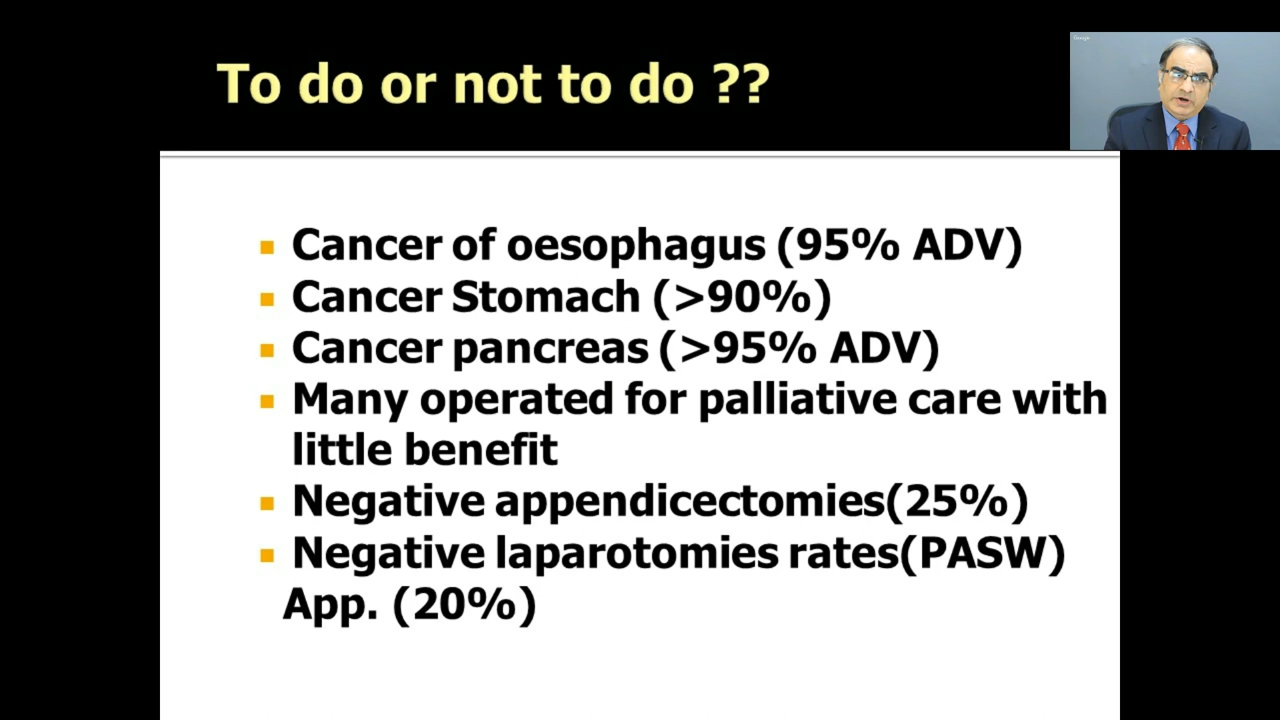 To do or not to do ??
Google
▪ Cancer of oesophagus (95% ADV)
▪ Cancer Stomach (>90%)
▪ Cancer pancreas (>95% ADV)
▪ Many operated for palliative care with
little benefit
▪ Negative appendicectomies(25%)
▪ Negative laparotomies rates(PASW)
App. (20%)